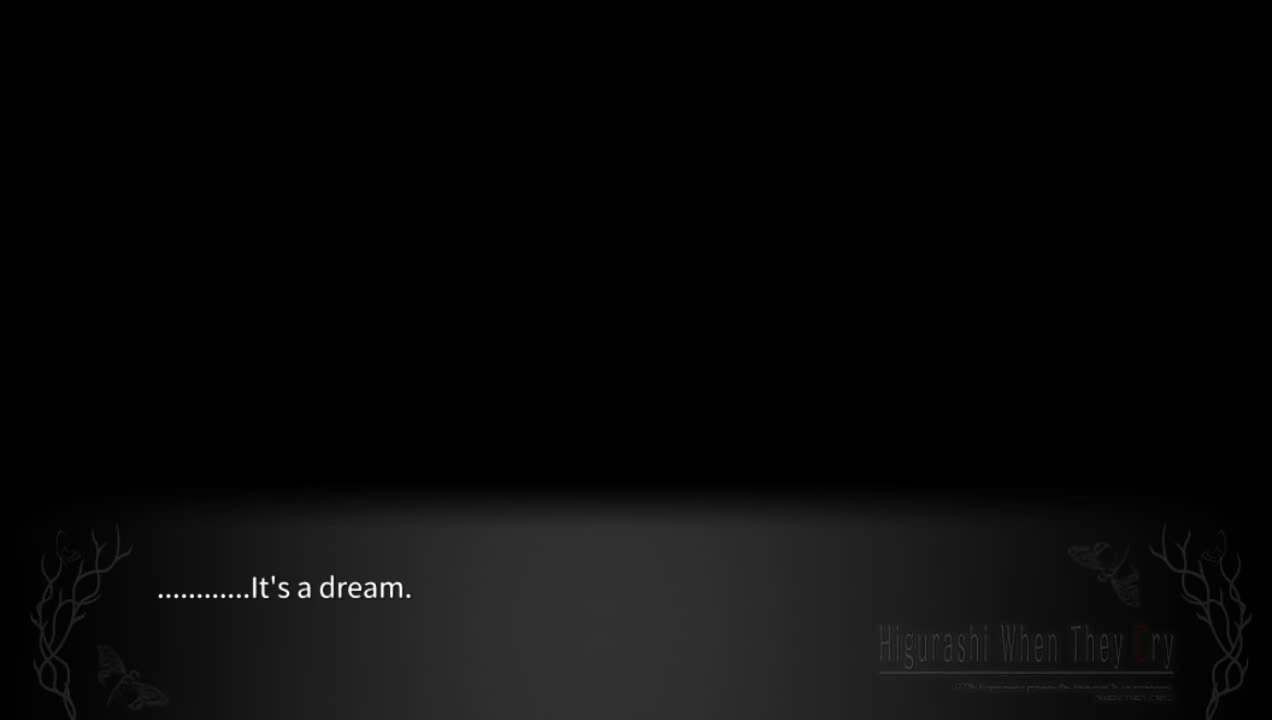 ............It's a dream.
Higurashi When They Cry